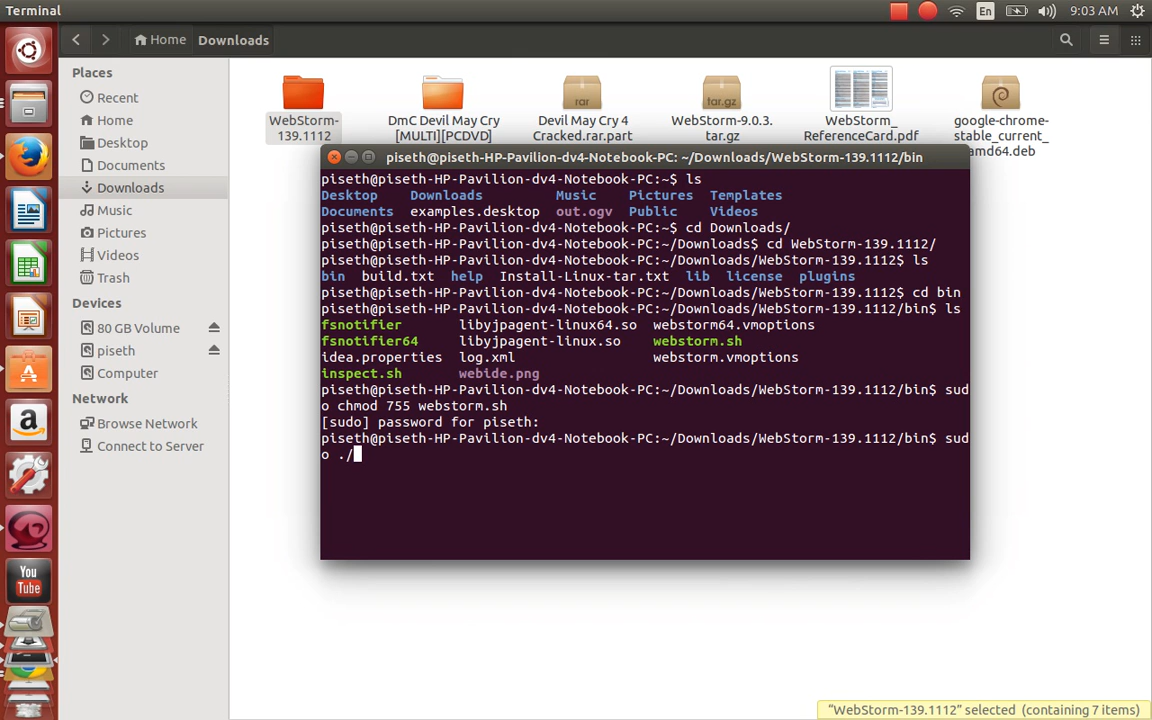 Terminal
En
9:03 AM
Home
Downloads
Places
Recent
Home
Desktop
Documents
Downloads
Music
Pictures
Videos
Trash
Devices
80 GB Volume
piseth
Computer
Network
Browse Network
Connect to Server
You
Tube
WebStorm-
139.1112
DmC Devil May Cry
[MULTI][PCDVD]
rar
Devil May Cry 4
Cracked.rar.part
tar.gz
WebStorm-9.0.3.
tar.gz
WebStorm_
ReferenceCard.pdf
google-chrome-
stable_current_
amd64.deb
piseth@piseth-HP-Pavilion-dv4-Notebook-PC: ~/Downloads/WebStorm-139.1112/bin
piseth@piseth-HP-Pavilion-dv4-Notebook-PC:~$ ls
Desktop Downloads Music Pictures Templates
Documents examples.desktop out.ogv Public Videos
piseth@piseth-HP-Pavilion-dv4-Notebook-PC:~$ cd Downloads/
piseth@piseth-HP-Pavilion-dv4-Notebook-PC:~/Downloads$ cd WebStorm-139.1112/
piseth@piseth-HP-Pavilion-dv4-Notebook-PC:~/Downloads/WebStorm-139.1112$ ls
bin build.txt help Install-Linux-tar.txt lib license plugins
piseth@piseth-HP-Pavilion-dv4-Notebook-PC:~/Downloads/WebStorm-139.1112$ cd bin
piseth@piseth-HP-Pavilion-dv4-Notebook-PC:~/Downloads/WebStorm-139.1112/bin$ ls
fsnotifier libyjpagent-linux64.so webstorm64.vmoptions
fsnotifier64 libyjpagent-linux.so webstorm.sh
idea.properties log.xml webstorm.vmoptions
inspect.sh webide.png
piseth@piseth-HP-Pavilion-dv4-Notebook-PC:~/Downloads/WebStorm-139.1112/bin$ sud
o chmod 755 webstorm.sh
[sudo] password for piseth:
piseth@piseth-HP-Pavilion-dv4-Notebook-PC:~/Downloads/WebStorm-139.1112/bin$ sud
o ./
"WebStorm-139.1112" selected (containing 7 items)